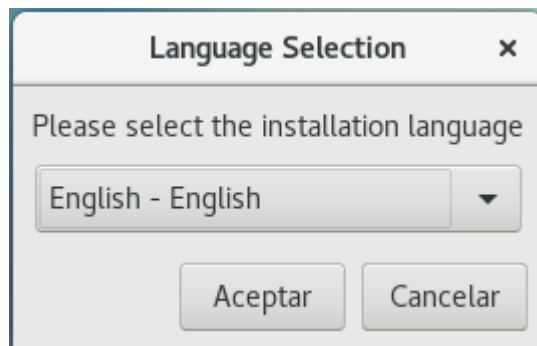 Language Selection ×
Please select the installation language
English - English
Aceptar Cancelar